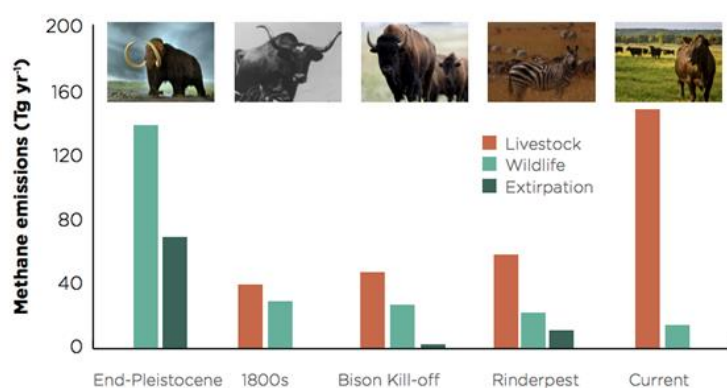 Methane emissions (Tg yr⁻¹)
200
160
120
80
40
0
Livestock
Wildlife
Extirpation
End-Pleistocene
1800s
Bison Kill-off
Rinderpest
Current